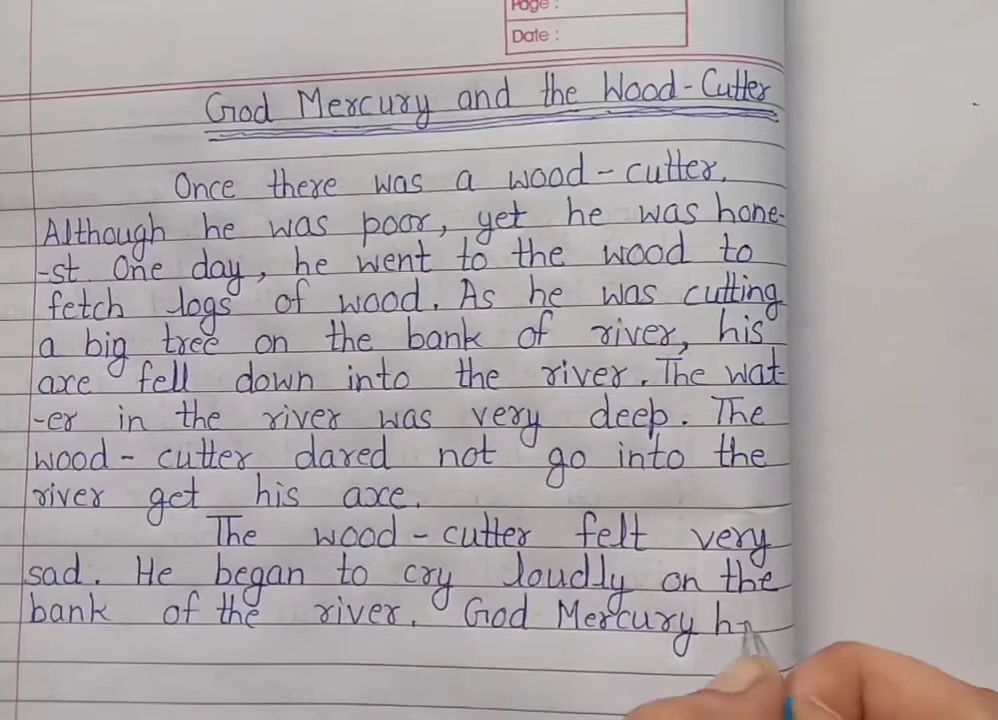 Page :
Date :
God Mercury and the Wood-Cutter
Once there was a wood-cutter.
Although he was poor, yet he was hone-
-st. One day, he went to the wood to
fetch logs of wood. As he was cutting
a big tree on the bank of river, his
axe fell down into the river. The wat-
-er in the river was very deep. The
wood-cutter dared not go into the
river get his axe.
The wood-cutter felt very
sad. He began to cry loudly on the
bank of the river. God Mercury